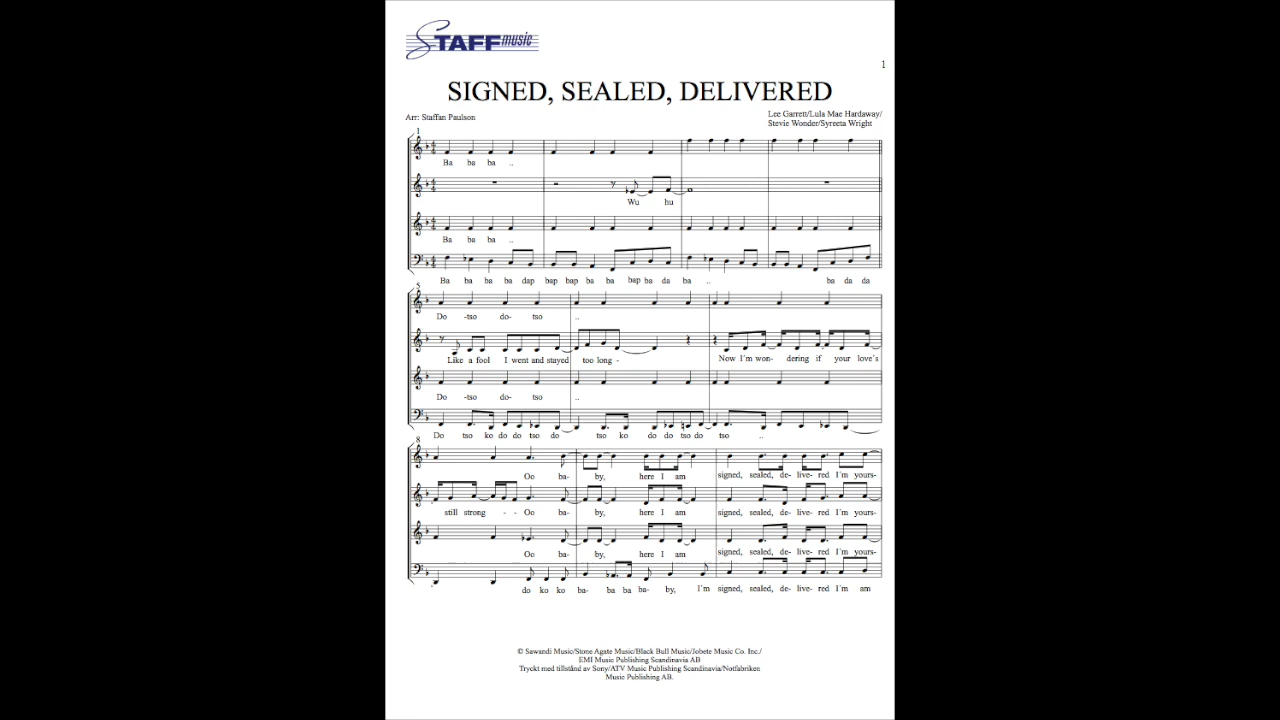 STAFF music
1
SIGNED, SEALED, DELIVERED
Arr: Staffan Paulson
Lee Garrett/Lula Mae Hardaway/
Stevie Wonder/Syreeta Wright
1
Ba ba ba ..
Wu hu
Ba ba ba ..
Ba ba ba ba dap bap bap ba ba bap ba da ba .. ba da da
5
Do -tso do- tso ..
Like a fool I went and stayed too long - Now I'm won- dering if your love's
Do -tso do- tso ..
Do tso ko do do tso do tso ko do do tso do tso ..
8
Oo ba- by, here I am signed, sealed, de- live- red I'm yours-
still strong - - Oo ba- by, here I am signed, sealed, de- live- red I'm yours-
Oo ba- by, here I am signed, sealed, de- live- red I'm yours-
do ko ko ba- ba ba ba- by, I'm signed, sealed, de- live- red I'm am
© Sawandi Music/Stone Agate Music/Black Bull Music/Jobete Music Co. Inc./
EMI Music Publishing Scandinavia AB
Tryckt med tillstånd av Sony/ATV Music Publishing Scandinavia/Notfabriken
Music Publishing AB.